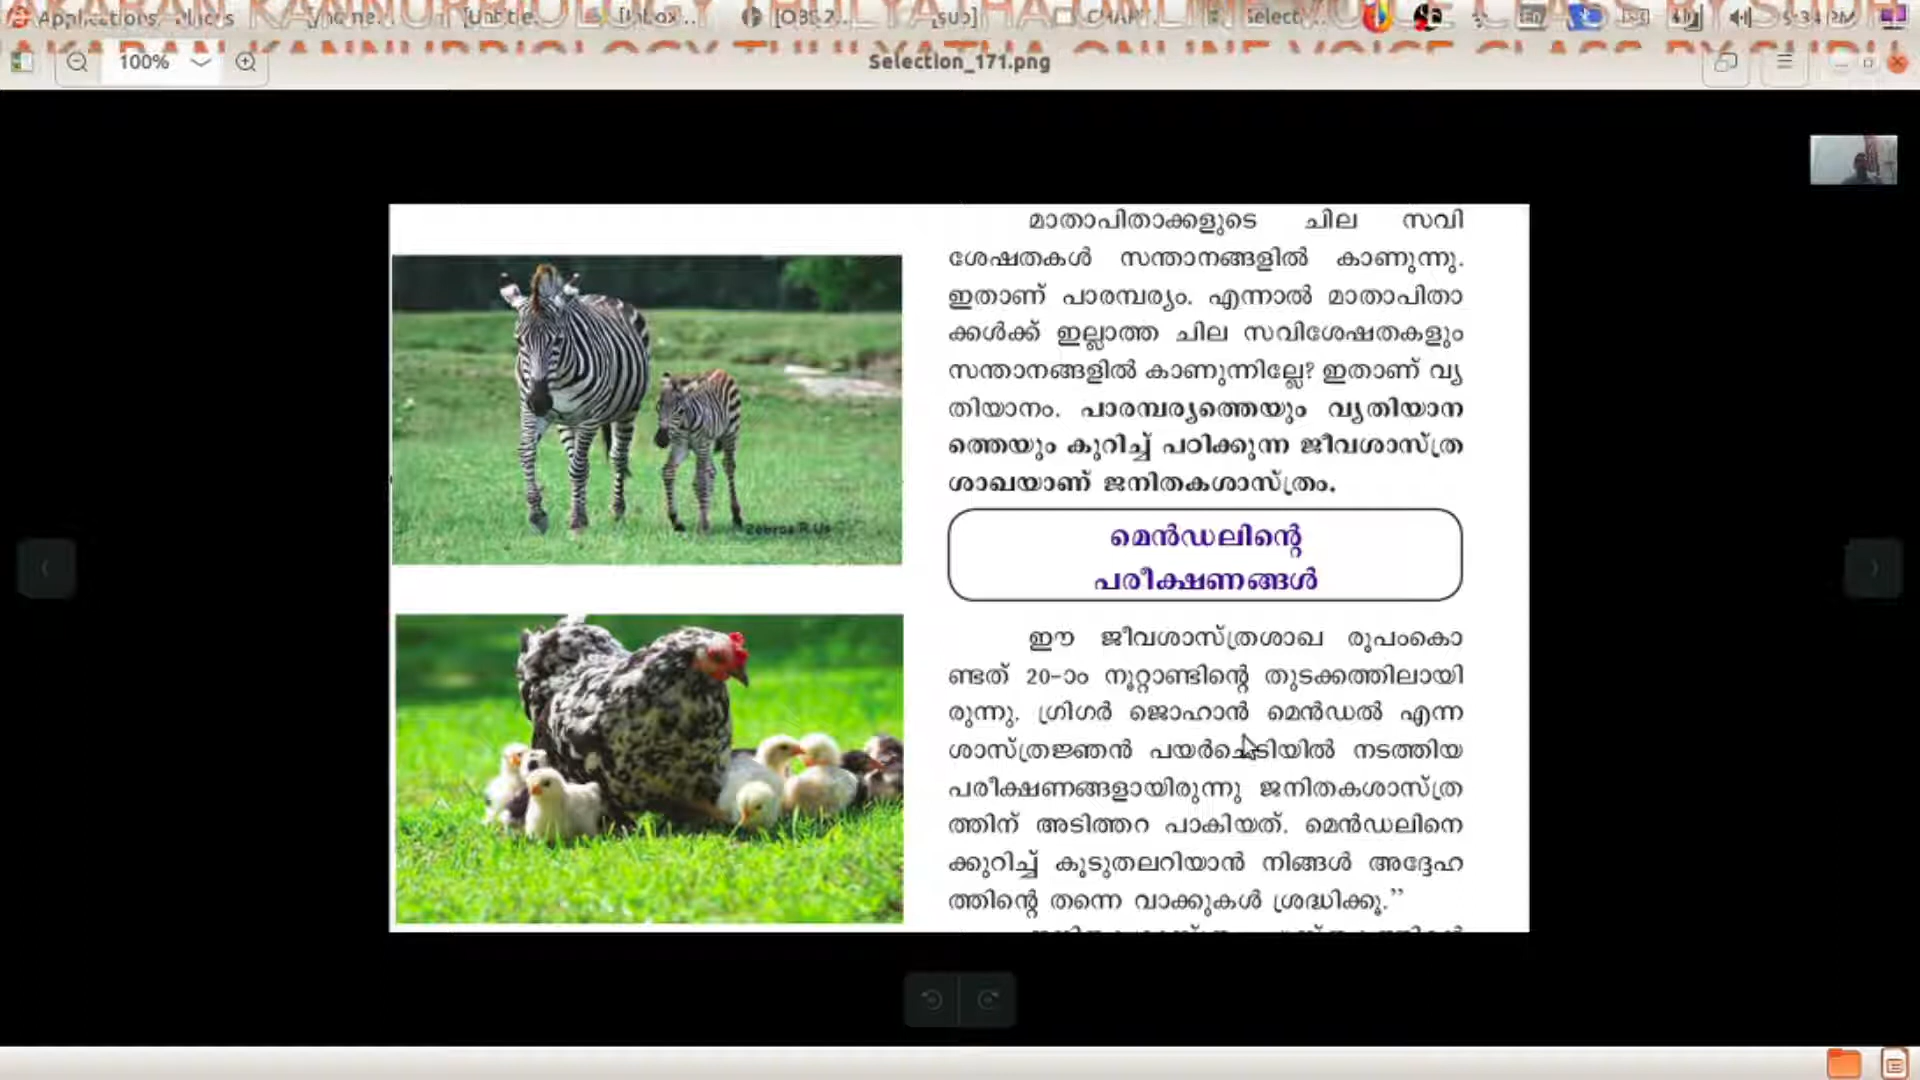 100%
Selection_171.png
മാതാപിതാക്കളുടെ ചില സവി
ശേഷതകൾ സന്താനങ്ങളിൽ കാണുന്നു.
ഇതാണ് പാരമ്പര്യം. എന്നാൽ മാതാപിതാ
ക്കൾക്ക് ഇല്ലാത്ത ചില സവിശേഷതകളും
സന്താനങ്ങളിൽ കാണുന്നില്ലേ? ഇതാണ് വ്യ
തിയാനം. പാരമ്പര്യത്തെയും വ്യതിയാന
ത്തെയും കുറിച്ച് പഠിക്കുന്ന ജീവശാസ്ത്ര
ശാഖയാണ് ജനിതകശാസ്ത്രം.
മെൻഡലിന്റെ
പരീക്ഷണങ്ങൾ
ഈ ജീവശാസ്ത്രശാഖ രൂപംകൊ
ണ്ടത് 20-ാം നൂറ്റാണ്ടിന്റെ തുടക്കത്തിലായി
രുന്നു. ഗ്രിഗർ ജൊഹാൻ മെൻഡൽ എന്ന
ശാസ്ത്രജ്ഞൻ പയർചെടിയിൽ നടത്തിയ
പരീക്ഷണങ്ങളായിരുന്നു ജനിതകശാസ്ത്ര
ത്തിന് അടിത്തറ പാകിയത്. മെൻഡലിനെ
ക്കുറിച്ച് കൂടുതലറിയാൻ നിങ്ങൾ അദ്ദേഹ
ത്തിന്റെ തന്നെ വാക്കുകൾ ശ്രദ്ധിക്കൂ.”
Zebras R Us